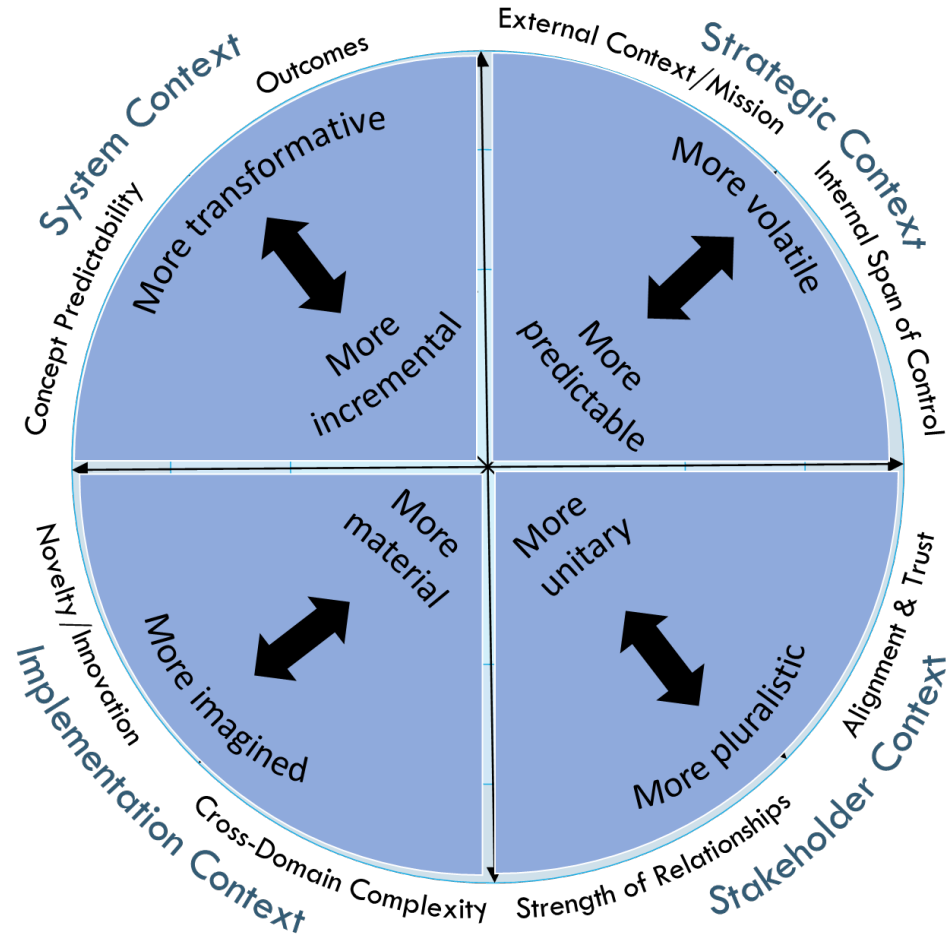 System Context
Outcomes
Concept Predictability
More transformative
More
incremental
Strategic Context
External Context/Mission
Internal Span of Control
More volatile
More
predictable
Implementation Context
Novelty/Innovation
Cross-Domain Complexity
More
material
More imagined
Stakeholder Context
Alignment & Trust
Strength of Relationships
More
unitary
More pluralistic